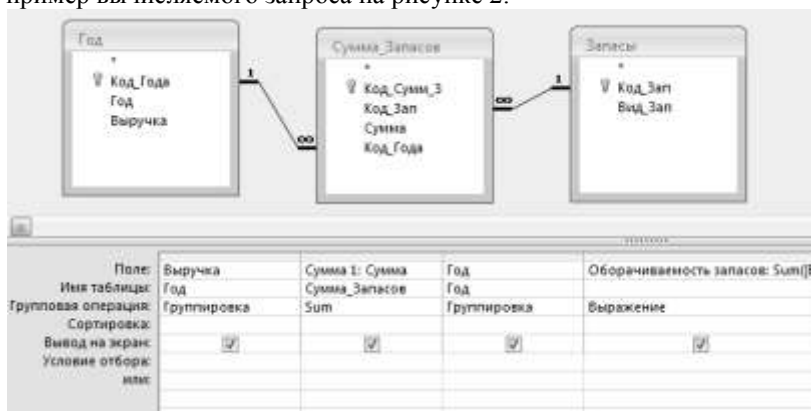 пример вычисляемого запроса на рисунке 2.
Год
*
Код_Года
Год
Выручка
1
∞
Сумма_Запасов
*
Код_Сумм_З
Код_Зап
Сумма
Код_Года
∞
1
Запасы
*
Код_Зап
Вид_Зап
Поле: Выручка Сумма 1: Сумма Год Оборачиваемость запасов: Sum([
Имя таблицы: Год Сумма_Запасов Год
Групповая операция: Группировка Sum Группировка Выражение
Сортировка:
Вывод на экран:
Условие отбора:
или: